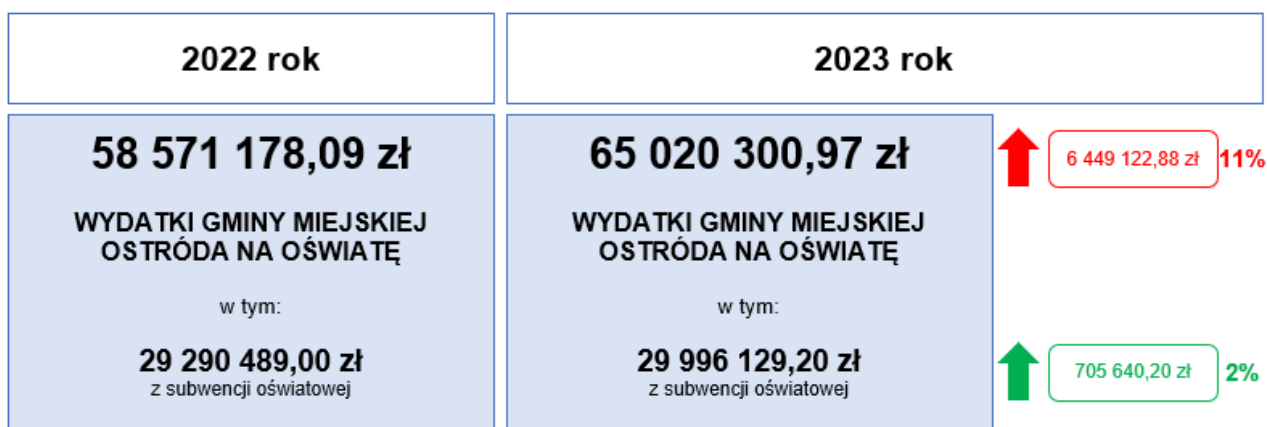 2022 rok
2023 rok
58 571 178,09 zł
WYDATKI GMINY MIEJSKIEJ
OSTRÓDA NA OŚWIATĘ
w tym:
29 290 489,00 zł
z subwencji oświatowej
65 020 300,97 zł
WYDATKI GMINY MIEJSKIEJ
OSTRÓDA NA OŚWIATĘ
w tym:
29 996 129,20 zł
z subwencji oświatowej
6 449 122,88 zł 11%
705 640,20 zł 2%